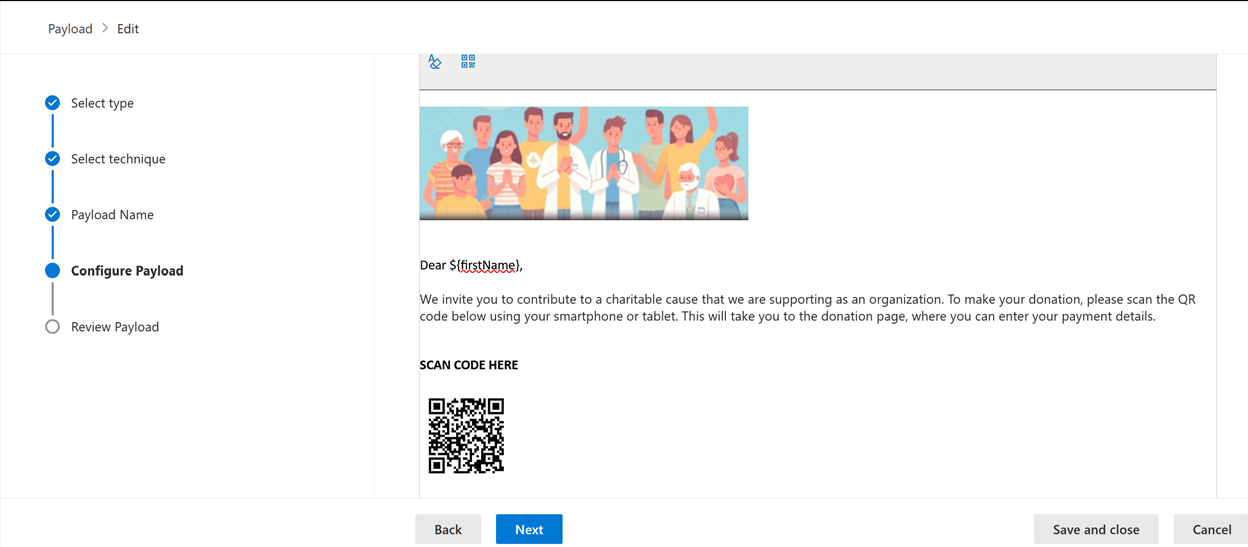 Payload > Edit
Select type
Select technique
Payload Name
Configure Payload
Review Payload
Dear ${firstName},
We invite you to contribute to a charitable cause that we are supporting as an organization. To make your donation, please scan the QR
code below using your smartphone or tablet. This will take you to the donation page, where you can enter your payment details.
SCAN CODE HERE
Back
Next
Save and close
Cancel